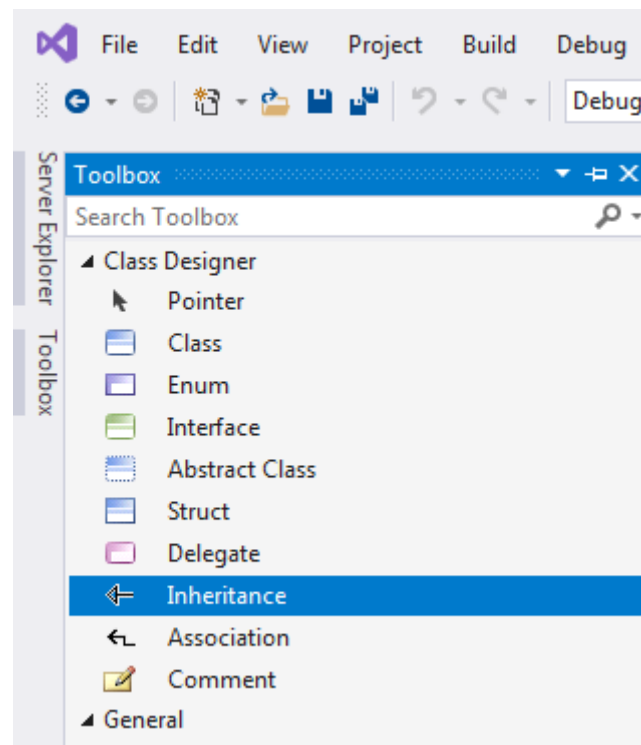 File Edit View Project Build Debug
Debug
Server Explorer
Toolbox
Toolbox
Search Toolbox
Class Designer
Pointer
Class
Enum
Interface
Abstract Class
Struct
Delegate
Inheritance
Association
Comment
General